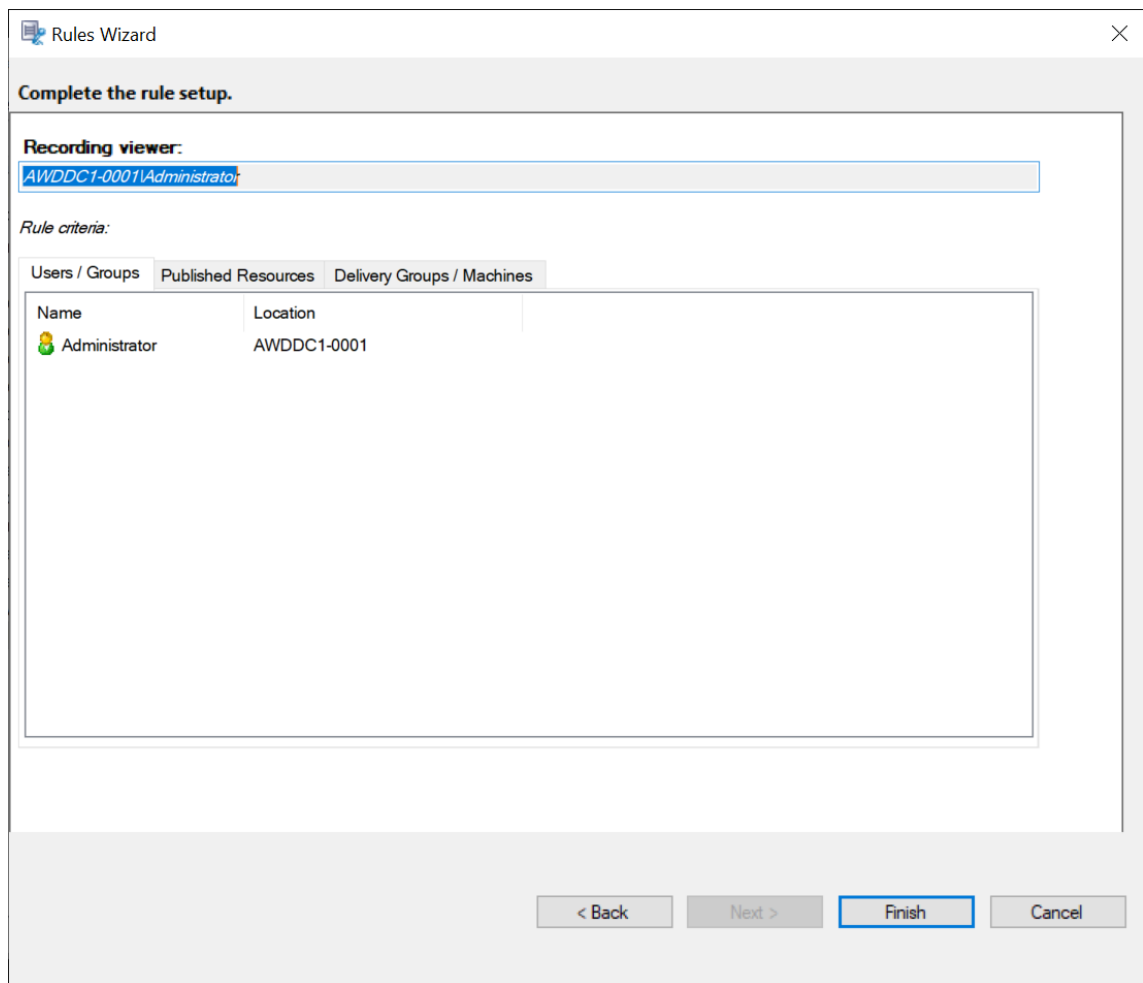 Rules Wizard
Complete the rule setup.
Recording viewer:
AWDDC1-0001\Administrator
Rule criteria:
Users / Groups Published Resources Delivery Groups / Machines
Name Location
Administrator AWDDC1-0001
< Back Next > Finish Cancel